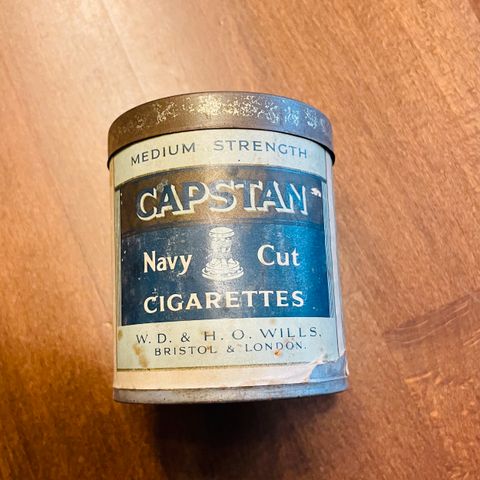 MEDIUM STRENGTH
CAPSTAN
Navy Cut
CIGARETTES
W. D. & H. O. WILLS,
BRISTOL & LONDON.